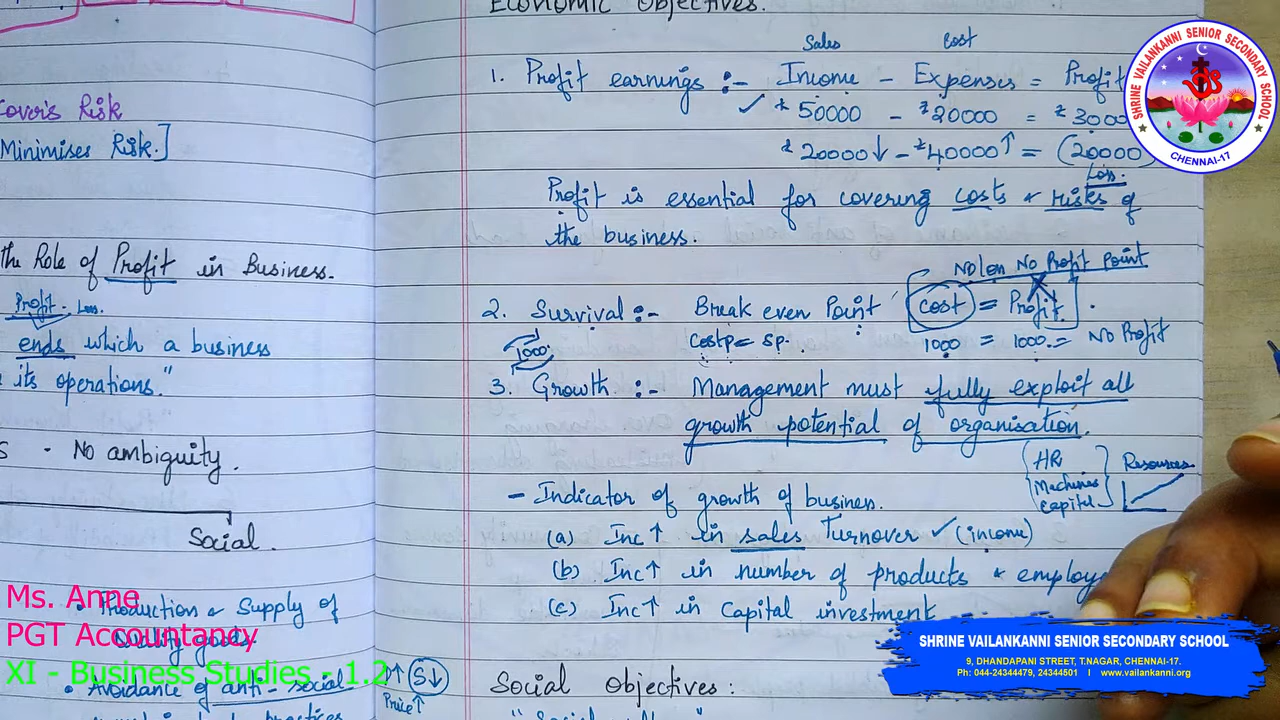 Covers Risk
Minimises Risk.]
the Role of Profit in Business.
Profit - Loss.
ends which a business
its operations."
S - No ambiguity.
Social.
• Production & Supply of
Quality goods
• Avoidance of anti-social
practices
↑ S↓
Price↑
Economic Objectives.
Sales Cost
1. Profit earnings :- Income - Expenses = Profit
✓ ₹50000 - ₹20000 = ₹3000
₹20000↓ - ₹40000↑ = (20000)
Loss.
Profit is essential for covering costs & risks of
the business.
No Profit Point
2. Survival :- Break even Point cost = Profit.
1000 Costp = Sp. 1000 = 1000 = No Profit
3. Growth :- Management must fully exploit all
growth potential of organisation.
HR
Machines
Capital
Resources
- Indicator of growth of business.
(a) Inc↑ in sales Turnover ✓ (income)
(b) Inc↑ in number of products & employ
(c) Inc↑ in Capital investment
Social Objectives:
Ms. Anne
PGT Accountancy
XI - Business Studies - 1.2
SHRINE VAILANKANNI SENIOR SECONDARY SCHOOL
CHENNAI-17
SHRINE VAILANKANNI SENIOR SECONDARY SCHOOL
9, DHANDAPANI STREET, T.NAGAR, CHENNAI-17.
Ph: 044-24344479, 24344501 I www.vailankanni.org